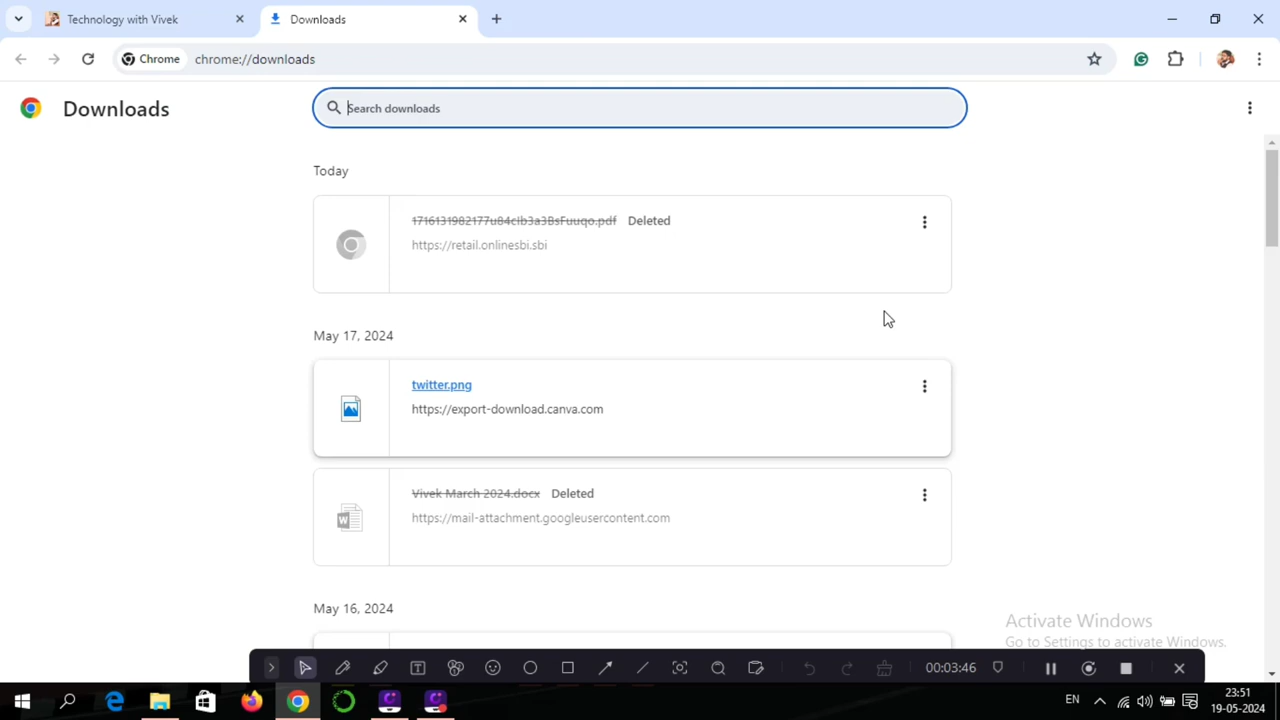 Technology with Vivek
Downloads
Chrome
chrome://downloads
Downloads
Search downloads
Today
1716131982177u84cIb3a3BsFuuqo.pdf Deleted
https://retail.onlinesbi.sbi
May 17, 2024
twitter.png
https://export-download.canva.com
Vivek March 2024.docx Deleted
https://mail-attachment.googleusercontent.com
May 16, 2024
Activate Windows
Go to Settings to activate Windows.
00:03:46
EN
23:51
19-05-2024